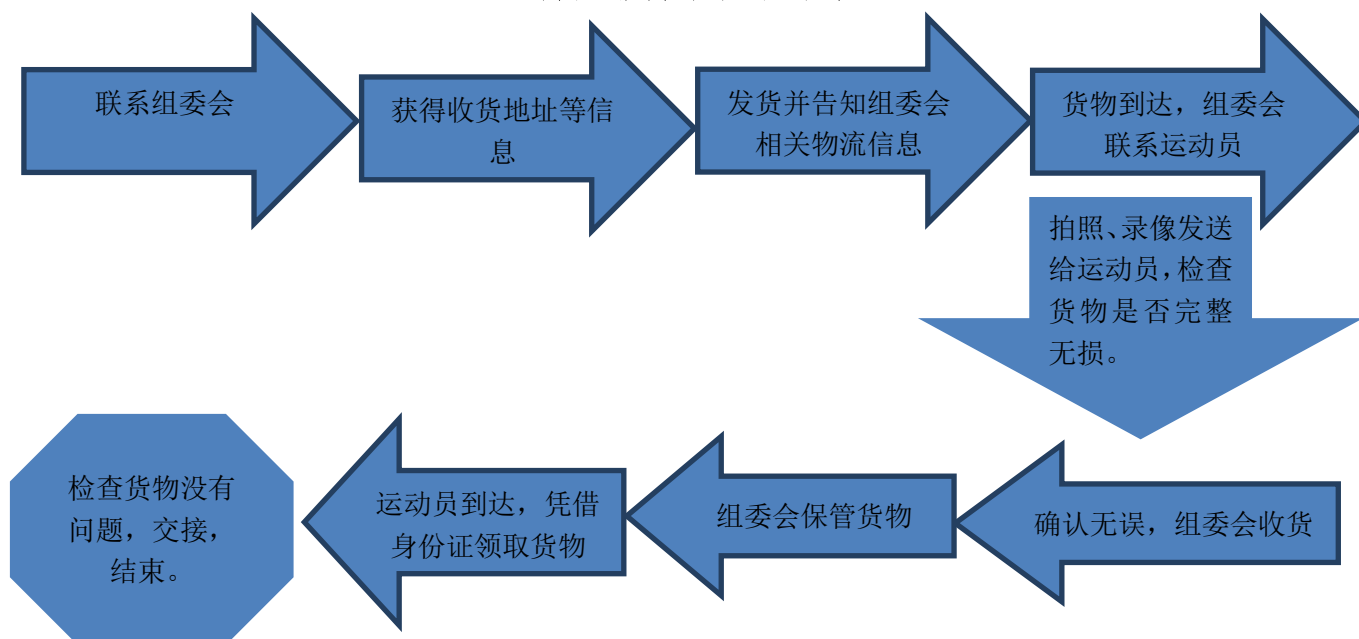 联系组委会
获得收货地址等信
息
发货并告知组委会
相关物流信息
货物到达，组委会
联系运动员
拍照、录像发送
给运动员，检查
货物是否完整
无损。
确认无误，组委会收货
组委会保管货物
运动员到达，凭借
身份证领取货物
检查货物没有
问题，交接，
结束。